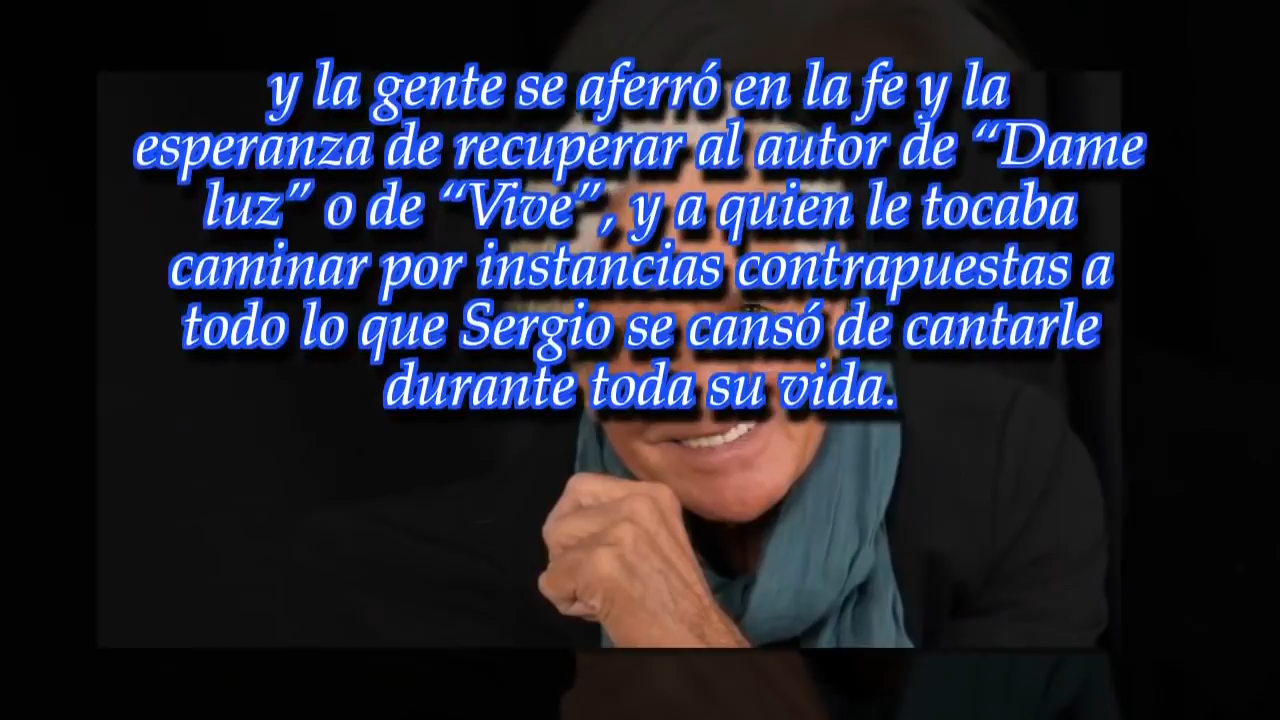 y la gente se aferró en la fe y la
esperanza de recuperar al autor de “Dame
luz” o de “Vive”, y a quien le tocaba
caminar por instancias contrapuestas a
todo lo que Sergio se cansó de cantarle
durante toda su vida.